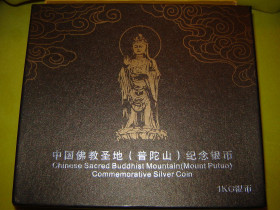 中国佛教圣地（普陀山）纪念银币
Chinese Sacred Buddhist Mountain(Mount Putuo)
Commemorative Silver Coin
1KG银币